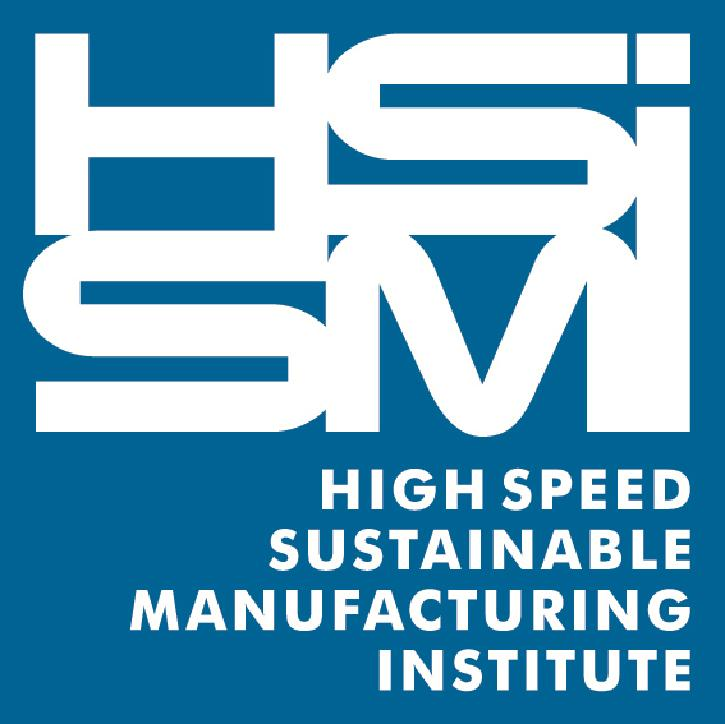 HSi
SM
HIGH SPEED
SUSTAINABLE
MANUFACTURING
INSTITUTE